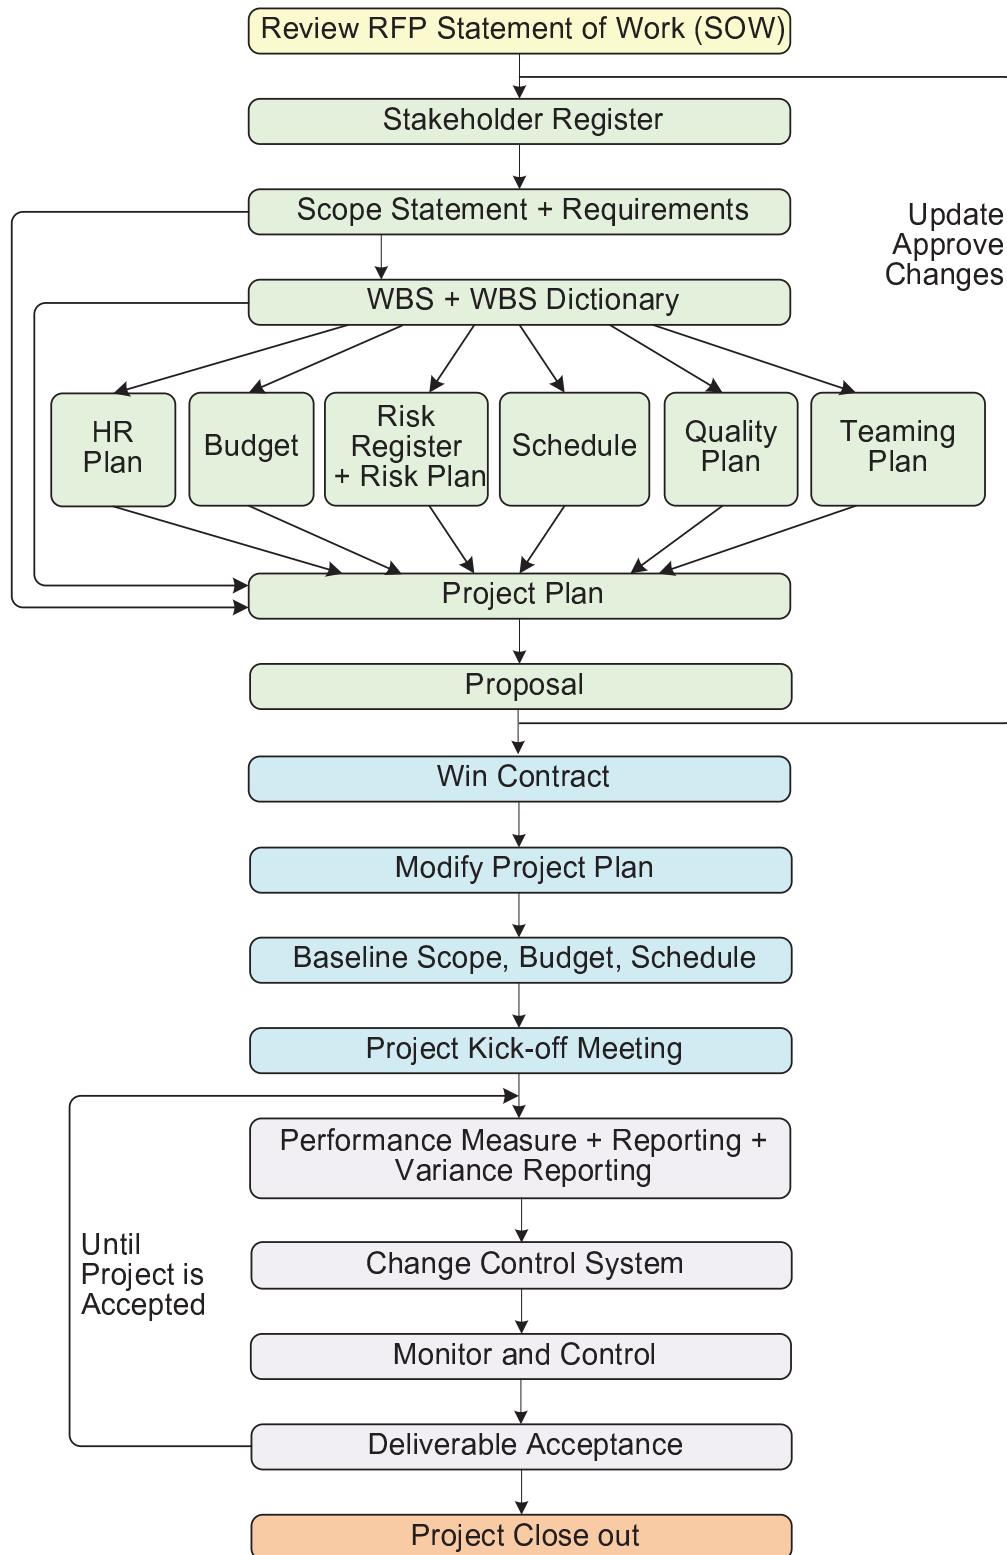 Review RFP Statement of Work (SOW)
Stakeholder Register
Scope Statement + Requirements
Update
Approve
Changes
WBS + WBS Dictionary
HR
Plan
Budget
Risk
Register
+ Risk Plan
Schedule
Quality
Plan
Teaming
Plan
Project Plan
Proposal
Win Contract
Modify Project Plan
Baseline Scope, Budget, Schedule
Project Kick-off Meeting
Performance Measure + Reporting +
Variance Reporting
Change Control System
Until
Project is
Accepted
Monitor and Control
Deliverable Acceptance
Project Close out